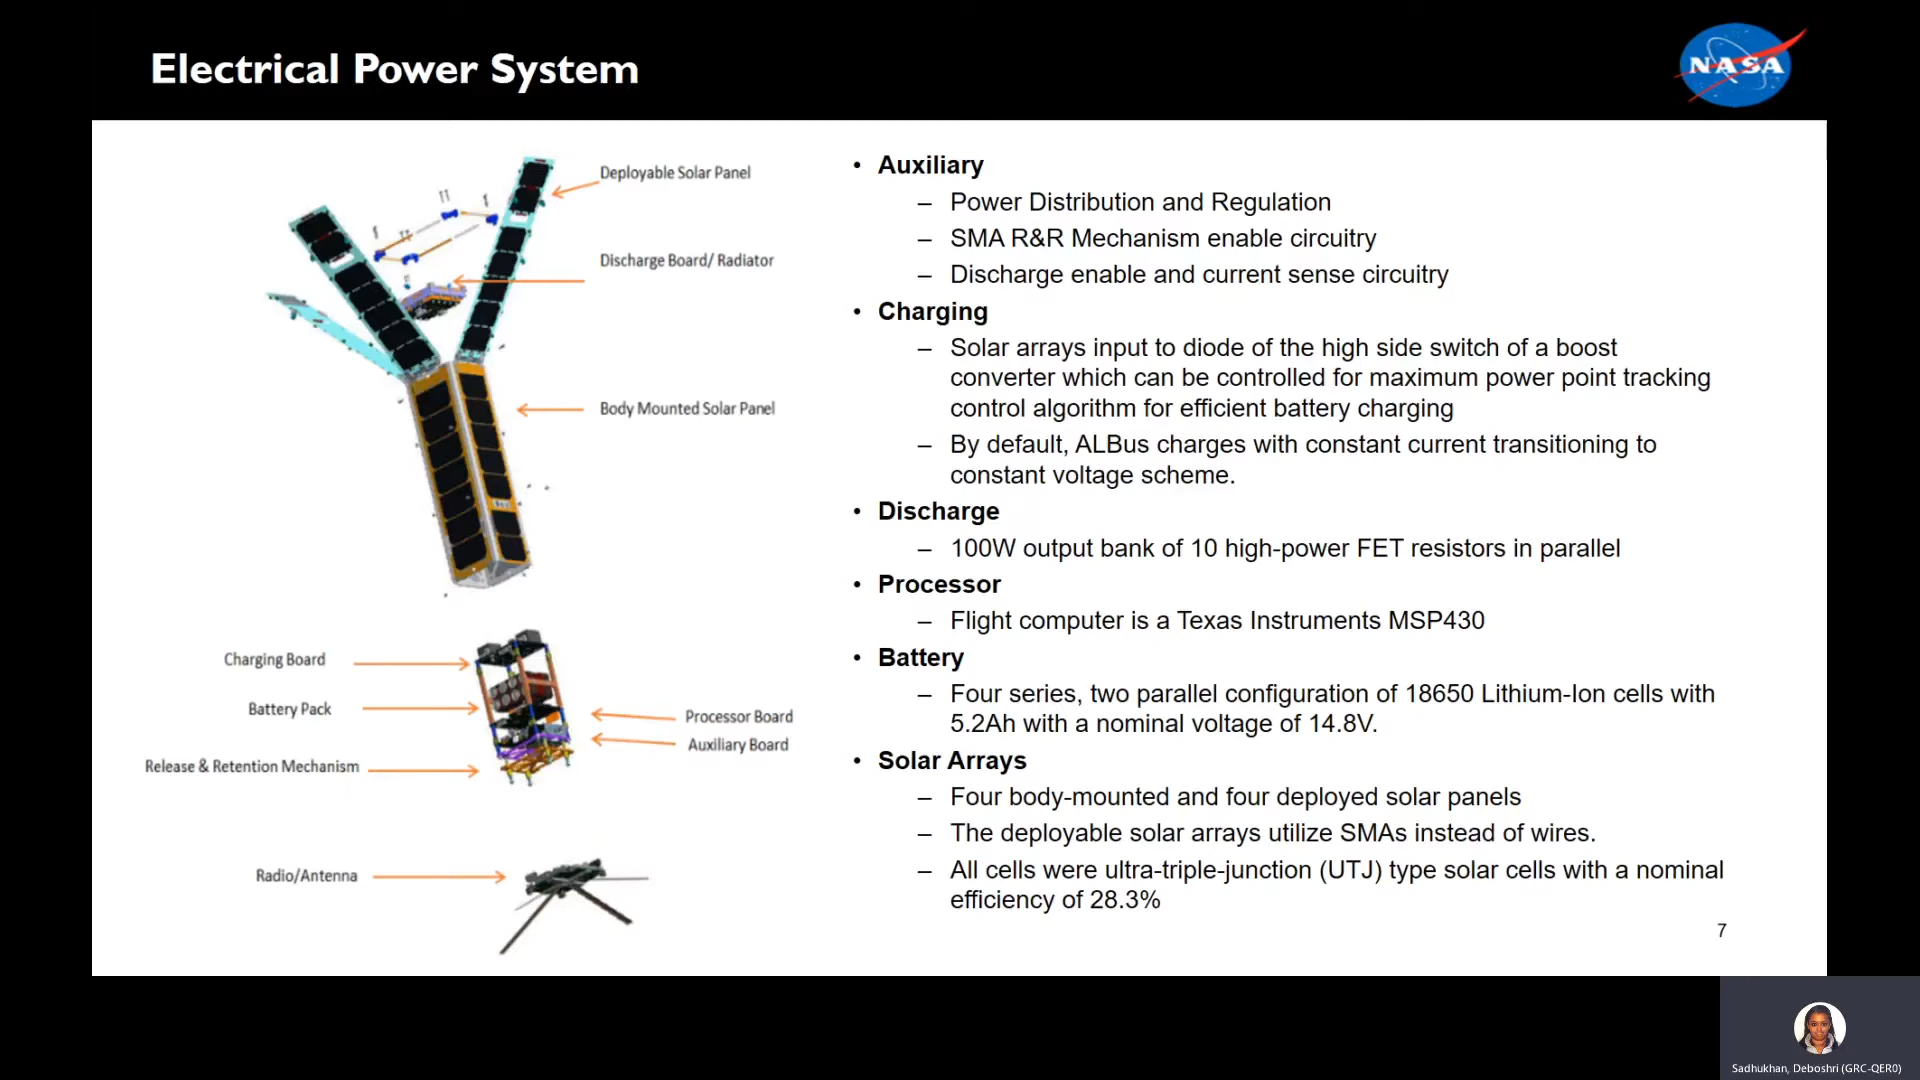 Electrical Power System
NASA
Deployable Solar Panel
Discharge Board/ Radiator
Body Mounted Solar Panel
Charging Board
Battery Pack
Processor Board
Auxiliary Board
Release & Retention Mechanism
Radio/Antenna
• Auxiliary
– Power Distribution and Regulation
– SMA R&R Mechanism enable circuitry
– Discharge enable and current sense circuitry
• Charging
– Solar arrays input to diode of the high side switch of a boost
converter which can be controlled for maximum power point tracking
control algorithm for efficient battery charging
– By default, ALBus charges with constant current transitioning to
constant voltage scheme.
• Discharge
– 100W output bank of 10 high-power FET resistors in parallel
• Processor
– Flight computer is a Texas Instruments MSP430
• Battery
– Four series, two parallel configuration of 18650 Lithium-Ion cells with
5.2Ah with a nominal voltage of 14.8V.
• Solar Arrays
– Four body-mounted and four deployed solar panels
– The deployable solar arrays utilize SMAs instead of wires.
– All cells were ultra-triple-junction (UTJ) type solar cells with a nominal
efficiency of 28.3%
7
Sadhukhan, Deboshri (GRC-QER0)